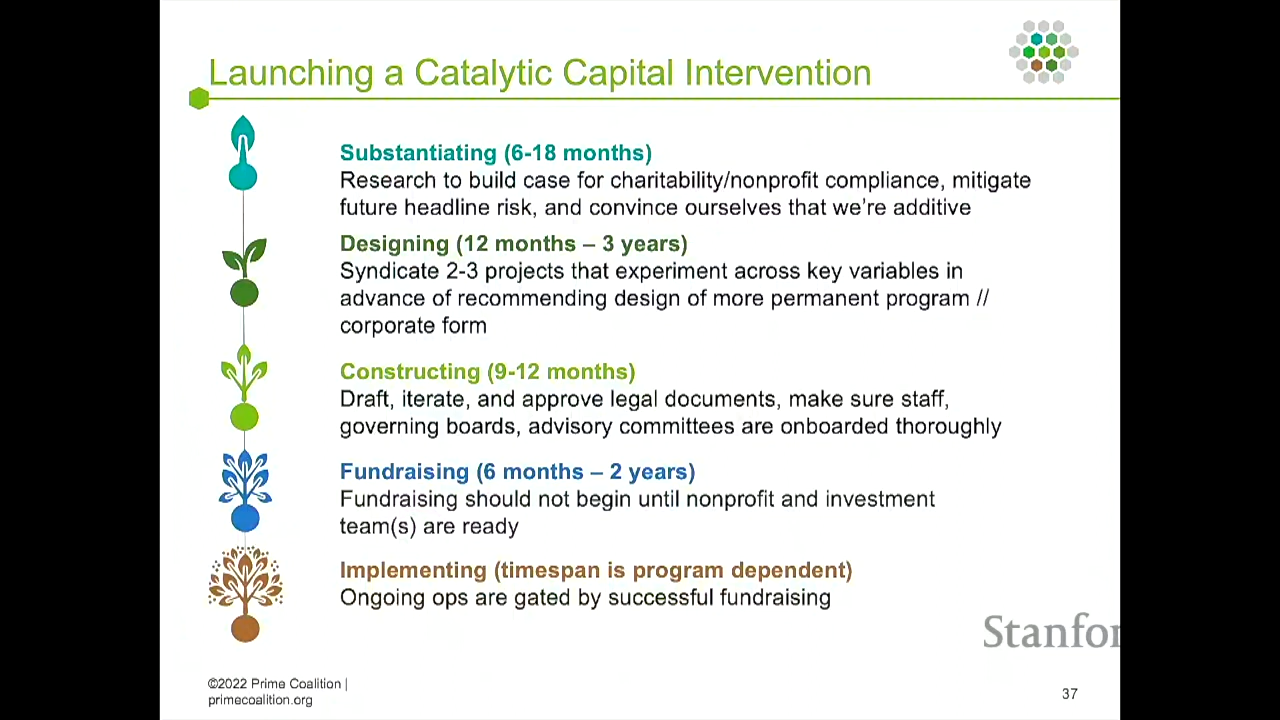 Launching a Catalytic Capital Intervention
Substantiating (6-18 months)
Research to build case for charitability/nonprofit compliance, mitigate
future headline risk, and convince ourselves that we’re additive
Designing (12 months – 3 years)
Syndicate 2-3 projects that experiment across key variables in
advance of recommending design of more permanent program //
corporate form
Constructing (9-12 months)
Draft, iterate, and approve legal documents, make sure staff,
governing boards, advisory committees are onboarded thoroughly
Fundraising (6 months – 2 years)
Fundraising should not begin until nonprofit and investment
team(s) are ready
Implementing (timespan is program dependent)
Ongoing ops are gated by successful fundraising
Stanfor
©2022 Prime Coalition |
primecoalition.org
37